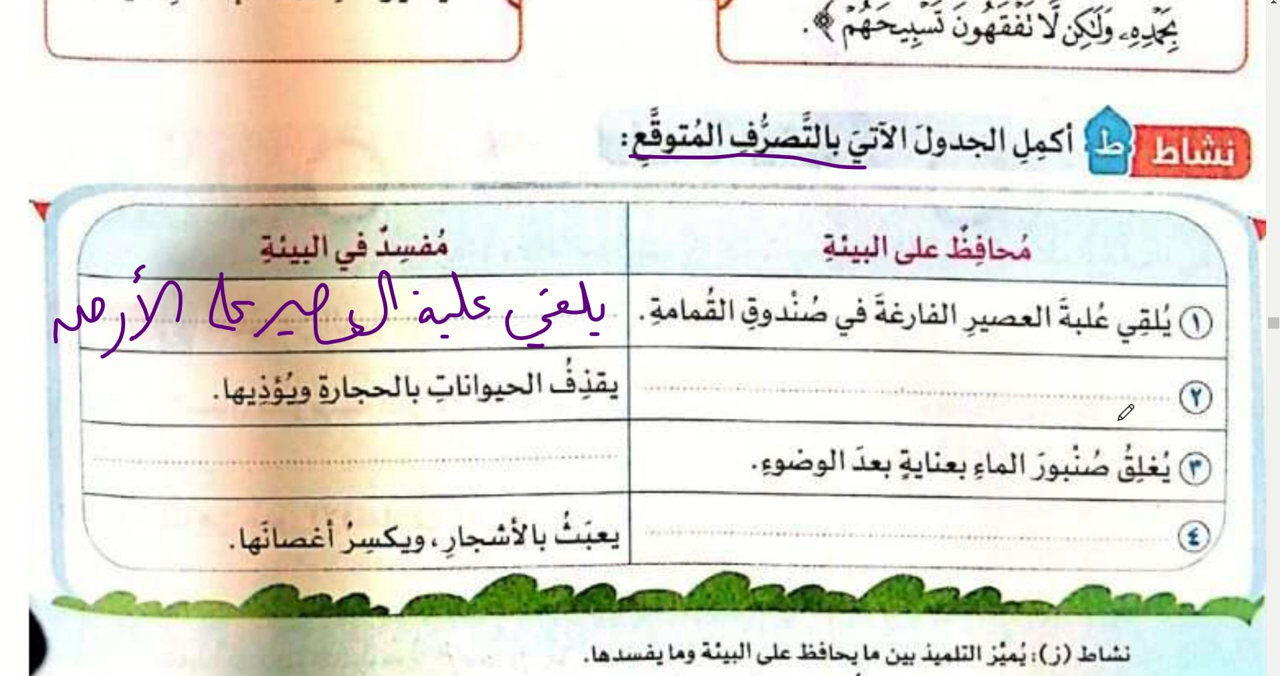 بِحَمْدِهِۦ وَلَٰكِن لَّا تَفْقَهُونَ تَسْبِيحَهُمْ ﴾.
نشاط ط أكمِلِ الجدولَ الآتيَ بالتَّصرُّفِ المُتوقَّعِ:
مُحافِظٌ على البيئةِ مُفسِدٌ في البيئةِ
١ يُلقِي عُلبةَ العصيرِ الفارغةَ في صُنْدوقِ القُمامةِ. يلقي علبة العصير على الأرض
٢ يقذِفُ الحيواناتِ بالحجارةِ ويُؤذِيها.
٣ يُغلِقُ صُنْبورَ الماءِ بعنايةٍ بعدَ الوضوءِ.
٤ يعبَثُ بالأشجارِ، ويكسِرُ أغصانَها.
نشاط (ز): يُميِّز التلميذ بين ما يحافظ على البيئة وما يفسدها.